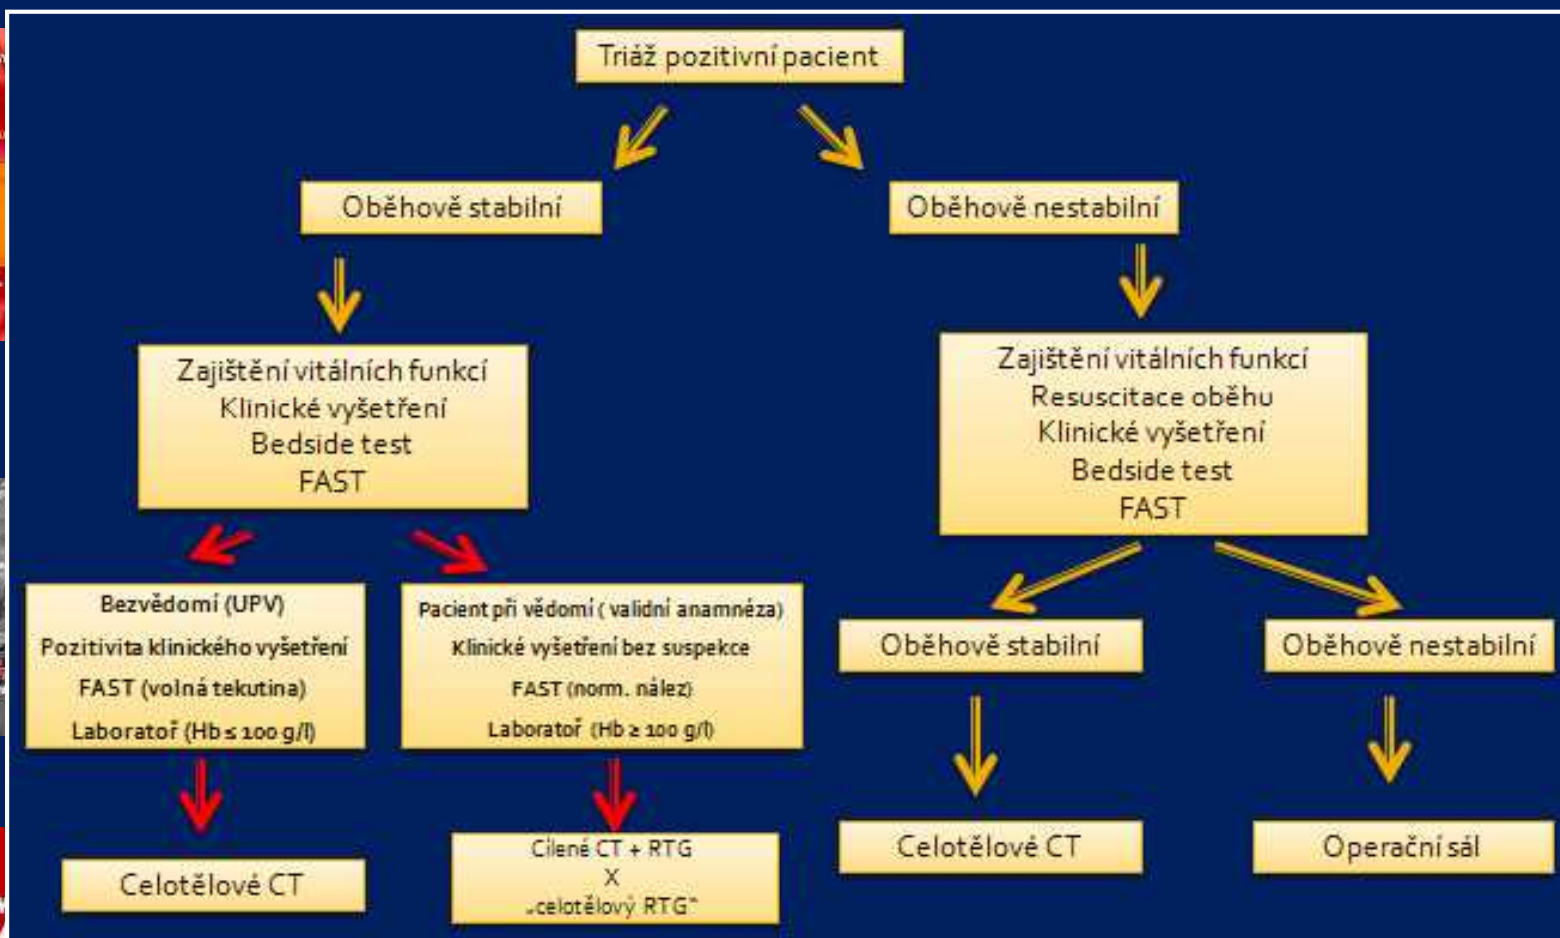 Triáž pozitivní pacient
Oběhově stabilní
Oběhově nestabilní
Zajištění vitálních funkcí
Klinické vyšetření
Bedside test
FAST
Zajištění vitálních funkcí
Resuscitace oběhu
Klinické vyšetření
Bedside test
FAST
Bezvědomí (UPV)
Pozitivita klinického vyšetření
FAST (volná tekutina)
Laboratoř (Hb ≤ 100 g/l)
Pacient při vědomí ( validní anamnéza)
Klinické vyšetření bez suspekce
FAST (norm. nález)
Laboratoř (Hb ≥ 100 g/l)
Oběhově stabilní
Oběhově nestabilní
Celotělové CT
Cílené CT + RTG
X
„celotělový RTG“
Celotělové CT
Operační sál